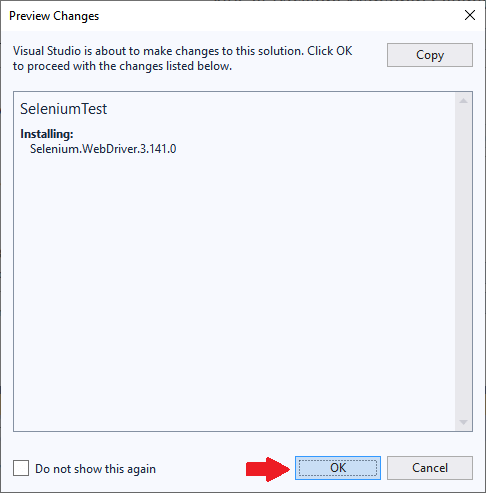 Preview Changes
Visual Studio is about to make changes to this solution. Click OK
to proceed with the changes listed below.
Copy
SeleniumTest
Installing:
Selenium.WebDriver.3.141.0
Do not show this again
OK
Cancel